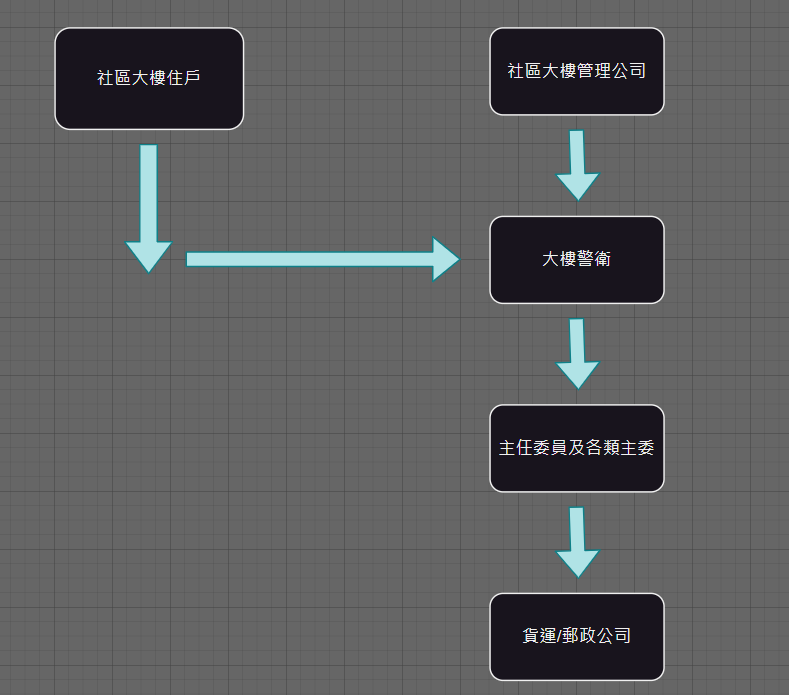 社區大樓住戶
社區大樓管理公司
大樓警衛
主任委員及各類主委
貨運/郵政公司